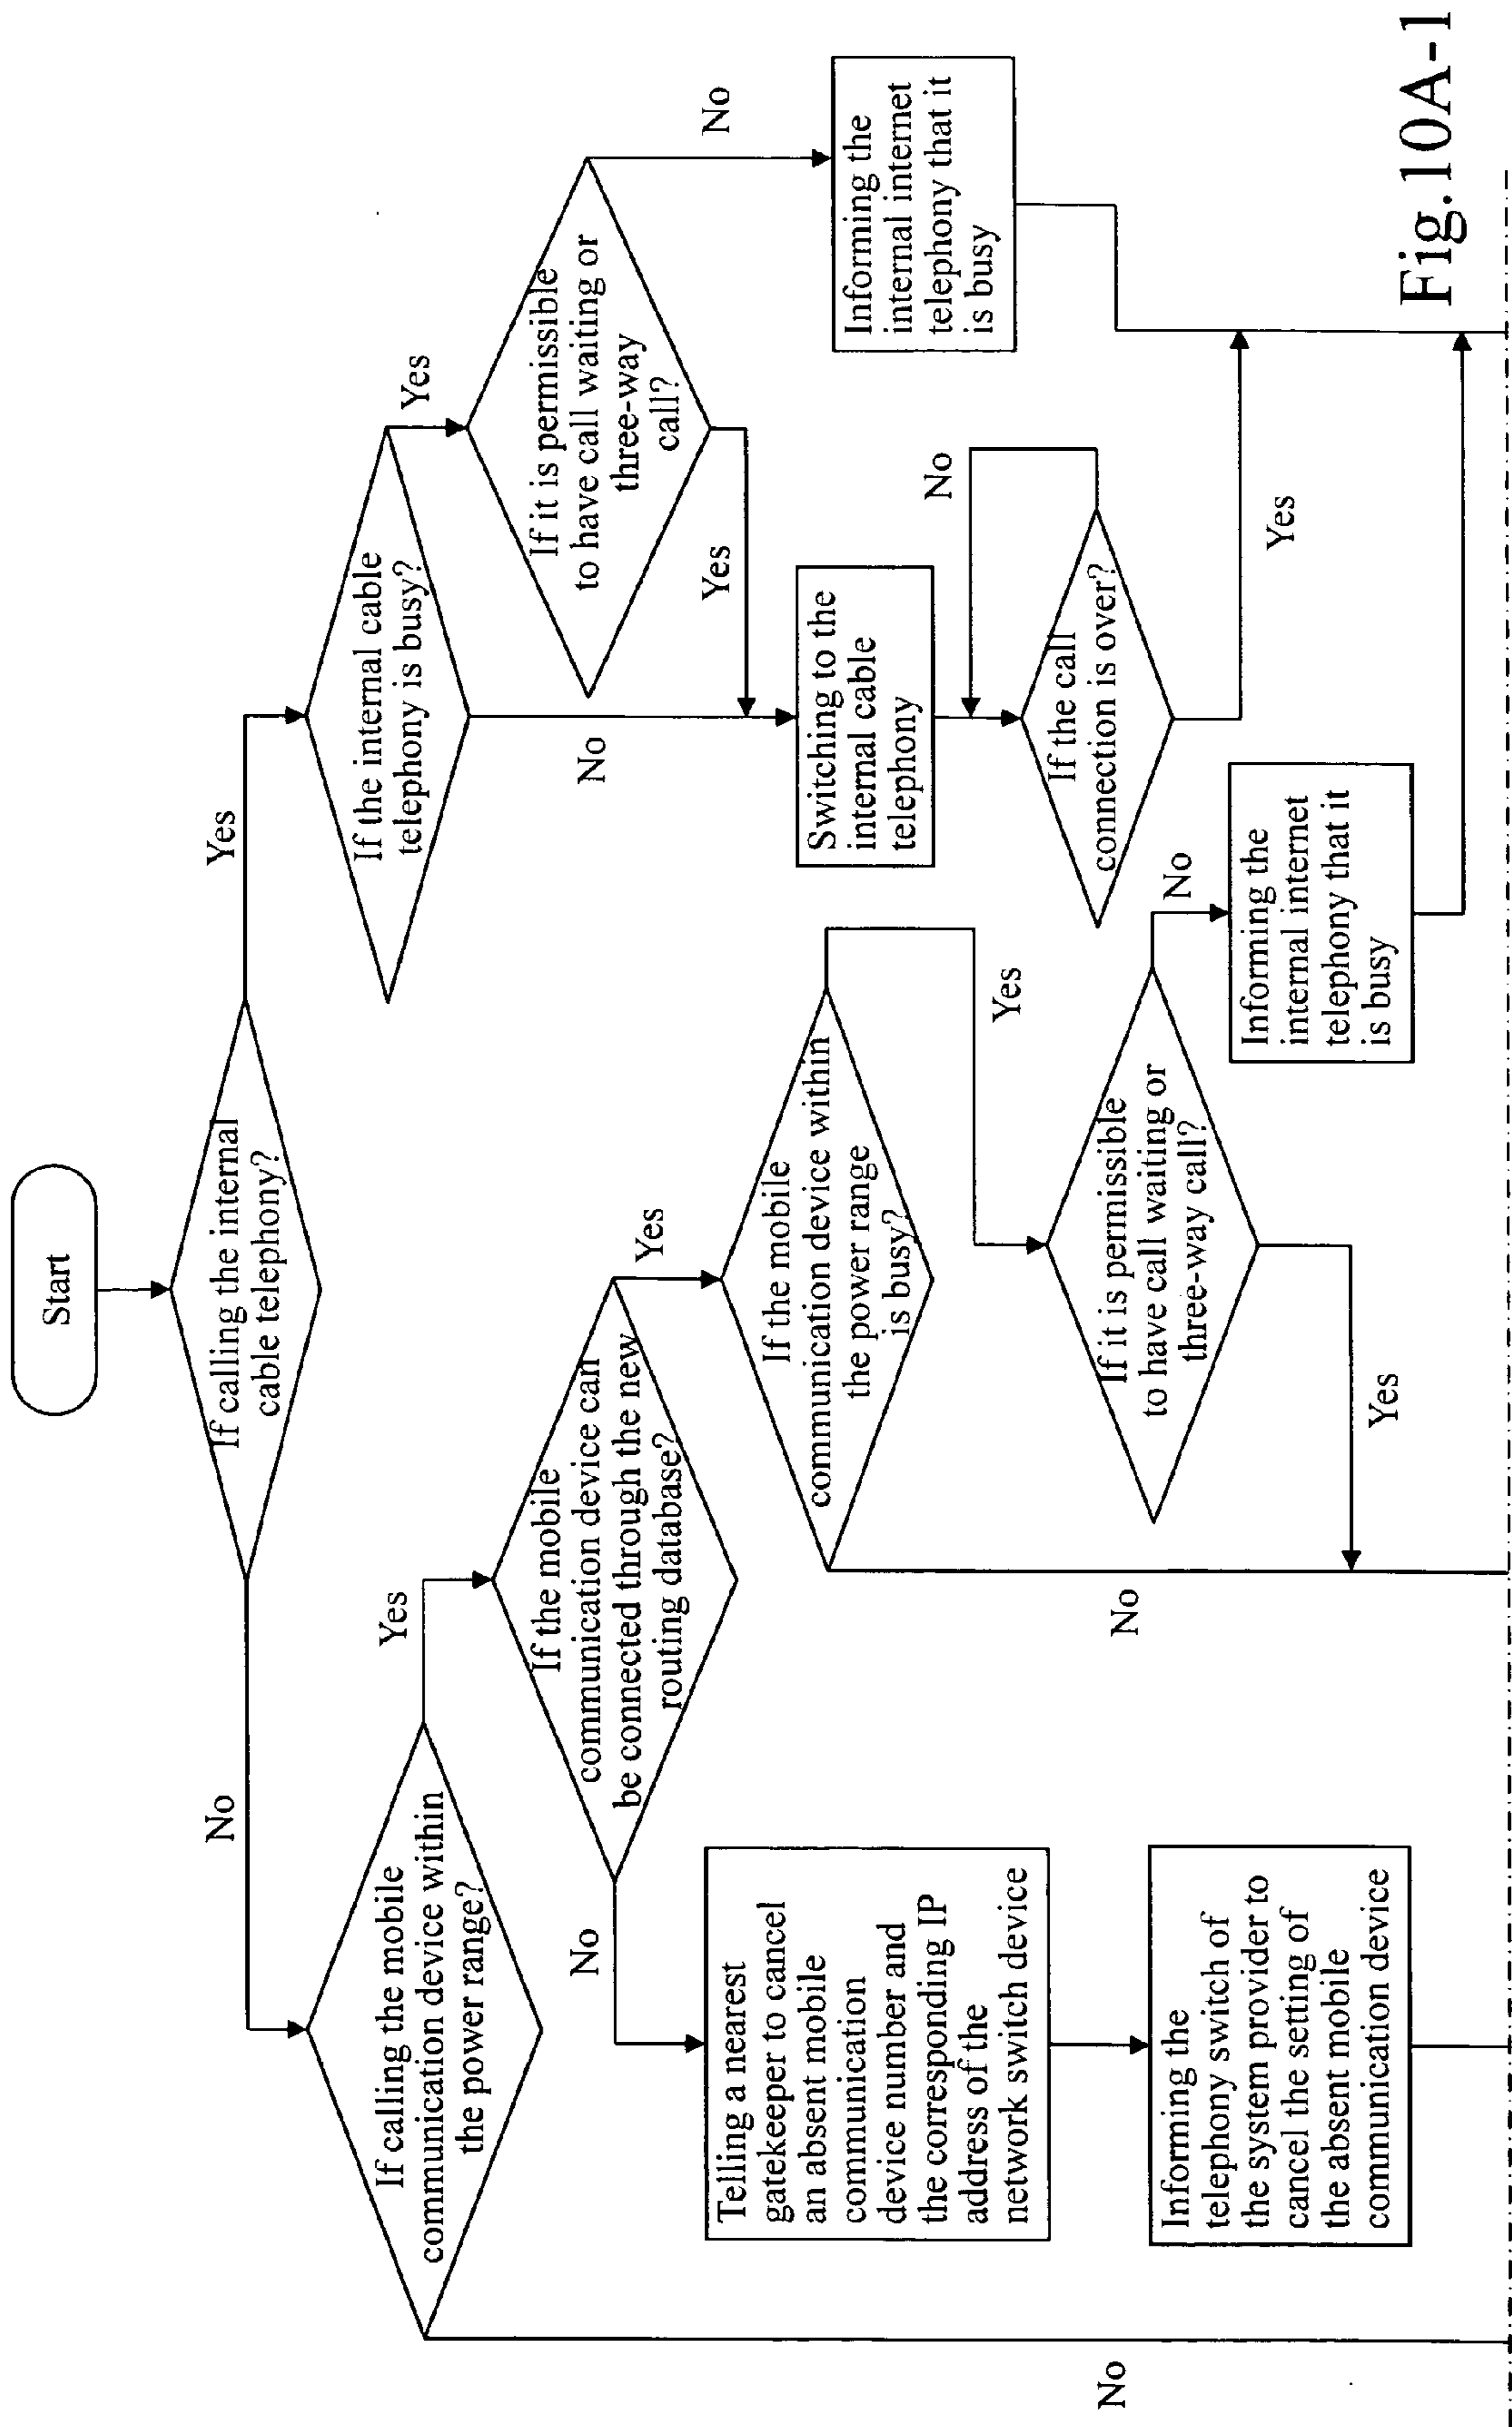 Start
If calling the internal
cable telephony?
No
Yes
If calling the mobile
communication device within
the power range?
Yes
No
If the internal cable
telephony is busy?
Yes
No
If the mobile
communication device can
be connected through the new
routing database?
Yes
No
If it is permissible
to have call waiting or
three-way
call?
Yes
No
Telling a nearest
gatekeeper to cancel
an absent mobile
communication
device number and
the corresponding IP
address of the
network switch device
If the mobile
communication device within
the power range
is busy?
Yes
No
Switching to the
internal cable
telephony
Informing the
internal internet
telephony that it
is busy
If the call
connection is over?
No
Yes
If it is permissible
to have call waiting or
three-way call?
No
Yes
Informing the
telephony switch of
the system provider to
cancel the setting of
the absent mobile
communication device
Informing the
internal internet
telephony that it
is busy
Fig.10A-1